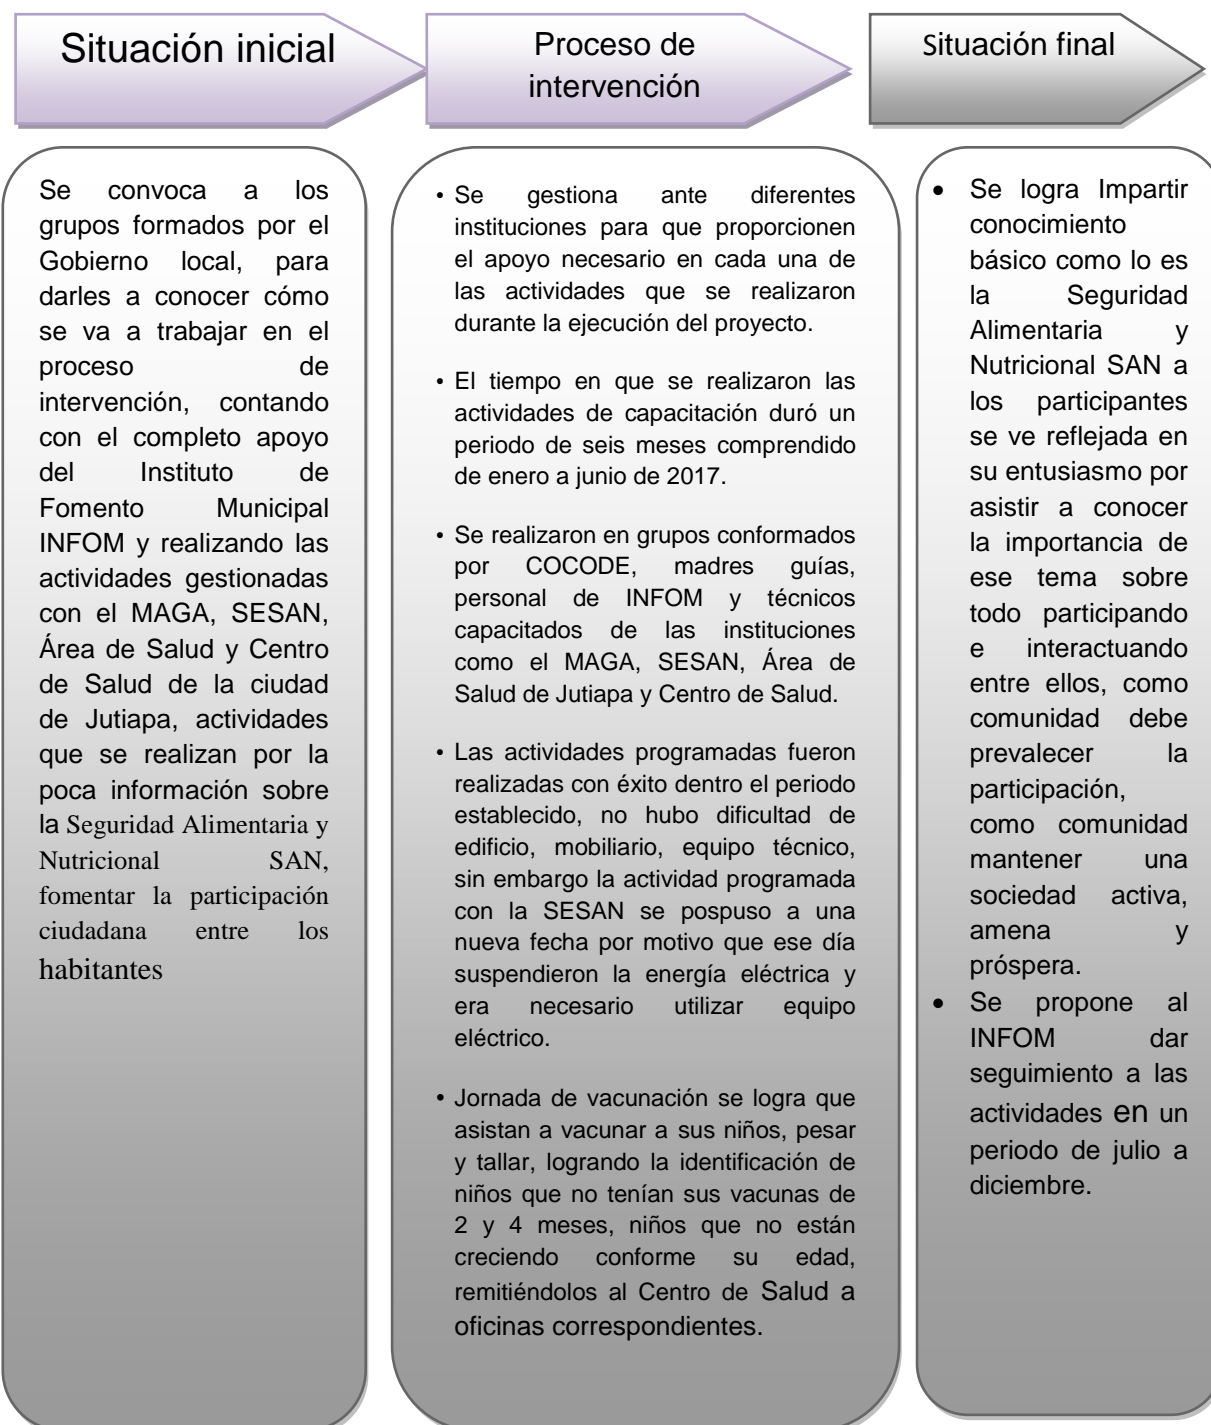 Situación inicial
Proceso de
intervención
Situación final
Se convoca a los
grupos formados por el
Gobierno local, para
darles a conocer cómo
se va a trabajar en el
proceso de
intervención, contando
con el completo apoyo
del Instituto de
Fomento Municipal
INFOM y realizando las
actividades gestionadas
con el MAGA, SESAN,
Área de Salud y Centro
de Salud de la ciudad
de Jutiapa, actividades
que se realizan por la
poca información sobre
la Seguridad Alimentaria y
Nutricional SAN,
fomentar la participación
ciudadana entre los
habitantes
• Se gestiona ante diferentes
instituciones para que proporcionen
el apoyo necesario en cada una de
las actividades que se realizaron
durante la ejecución del proyecto.
• El tiempo en que se realizaron las
actividades de capacitación duró un
periodo de seis meses comprendido
de enero a junio de 2017.
• Se realizaron en grupos conformados
por COCODE, madres guías,
personal de INFOM y técnicos
capacitados de las instituciones
como el MAGA, SESAN, Área de
Salud de Jutiapa y Centro de Salud.
• Las actividades programadas fueron
realizadas con éxito dentro el periodo
establecido, no hubo dificultad de
edificio, mobiliario, equipo técnico,
sin embargo la actividad programada
con la SESAN se pospuso a una
nueva fecha por motivo que ese día
suspendieron la energía eléctrica y
era necesario utilizar equipo
eléctrico.
• Jornada de vacunación se logra que
asistan a vacunar a sus niños, pesar
y tallar, logrando la identificación de
niños que no tenían sus vacunas de
2 y 4 meses, niños que no están
creciendo conforme su edad,
remitiéndolos al Centro de Salud a
oficinas correspondientes.
• Se logra Impartir
conocimiento
básico como lo es
la Seguridad
Alimentaria y
Nutricional SAN a
los participantes
se ve reflejada en
su entusiasmo por
asistir a conocer
la importancia de
ese tema sobre
todo participando
e interactuando
entre ellos, como
comunidad debe
prevalecer la
participación,
como comunidad
mantener una
sociedad activa,
amena y
próspera.
• Se propone al
INFOM dar
seguimiento a las
actividades en un
periodo de julio a
diciembre.